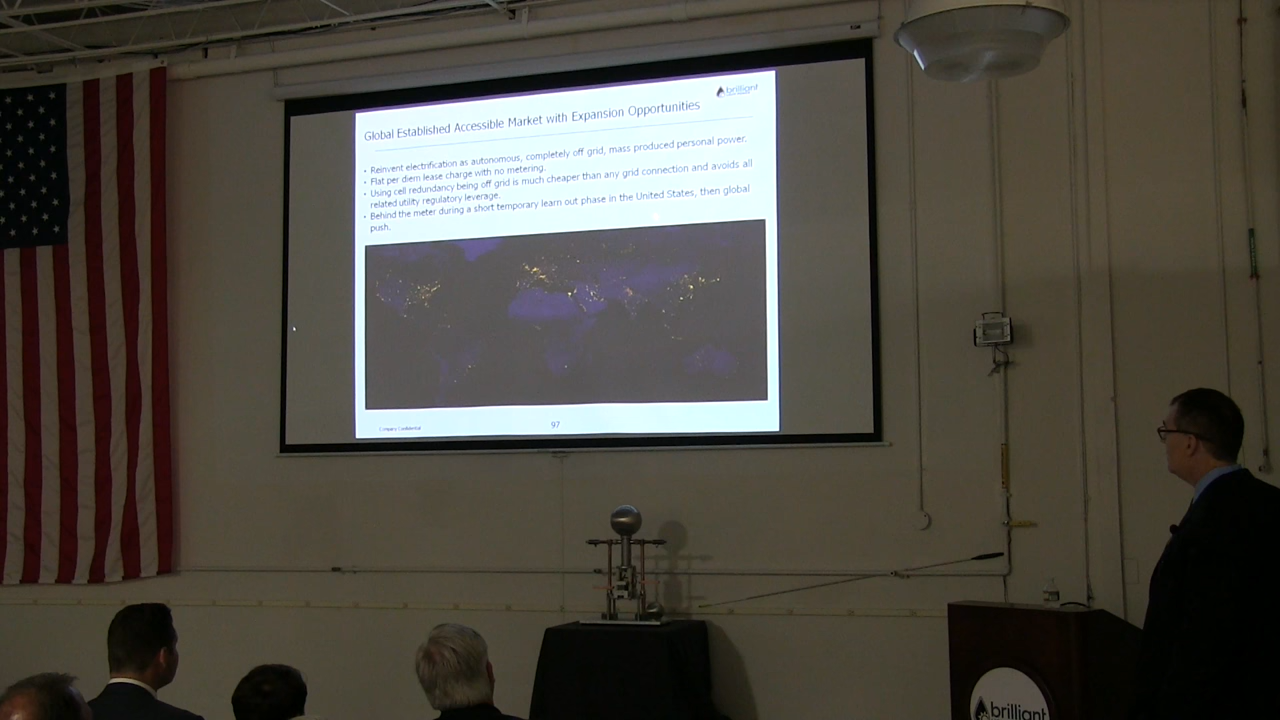 brilliant
Global Established Accessible Market with Expansion Opportunities
• Reinvent electrification as autonomous, completely off grid, mass produced personal power.
• Flat per diem lease charge with no metering.
• Using cell redundancy being off grid is much cheaper than any grid connection and avoids all
related utility regulatory leverage.
• Behind the meter during a short temporary learn out phase in the United States, then global
push.
Company Confidential
97
brilliant